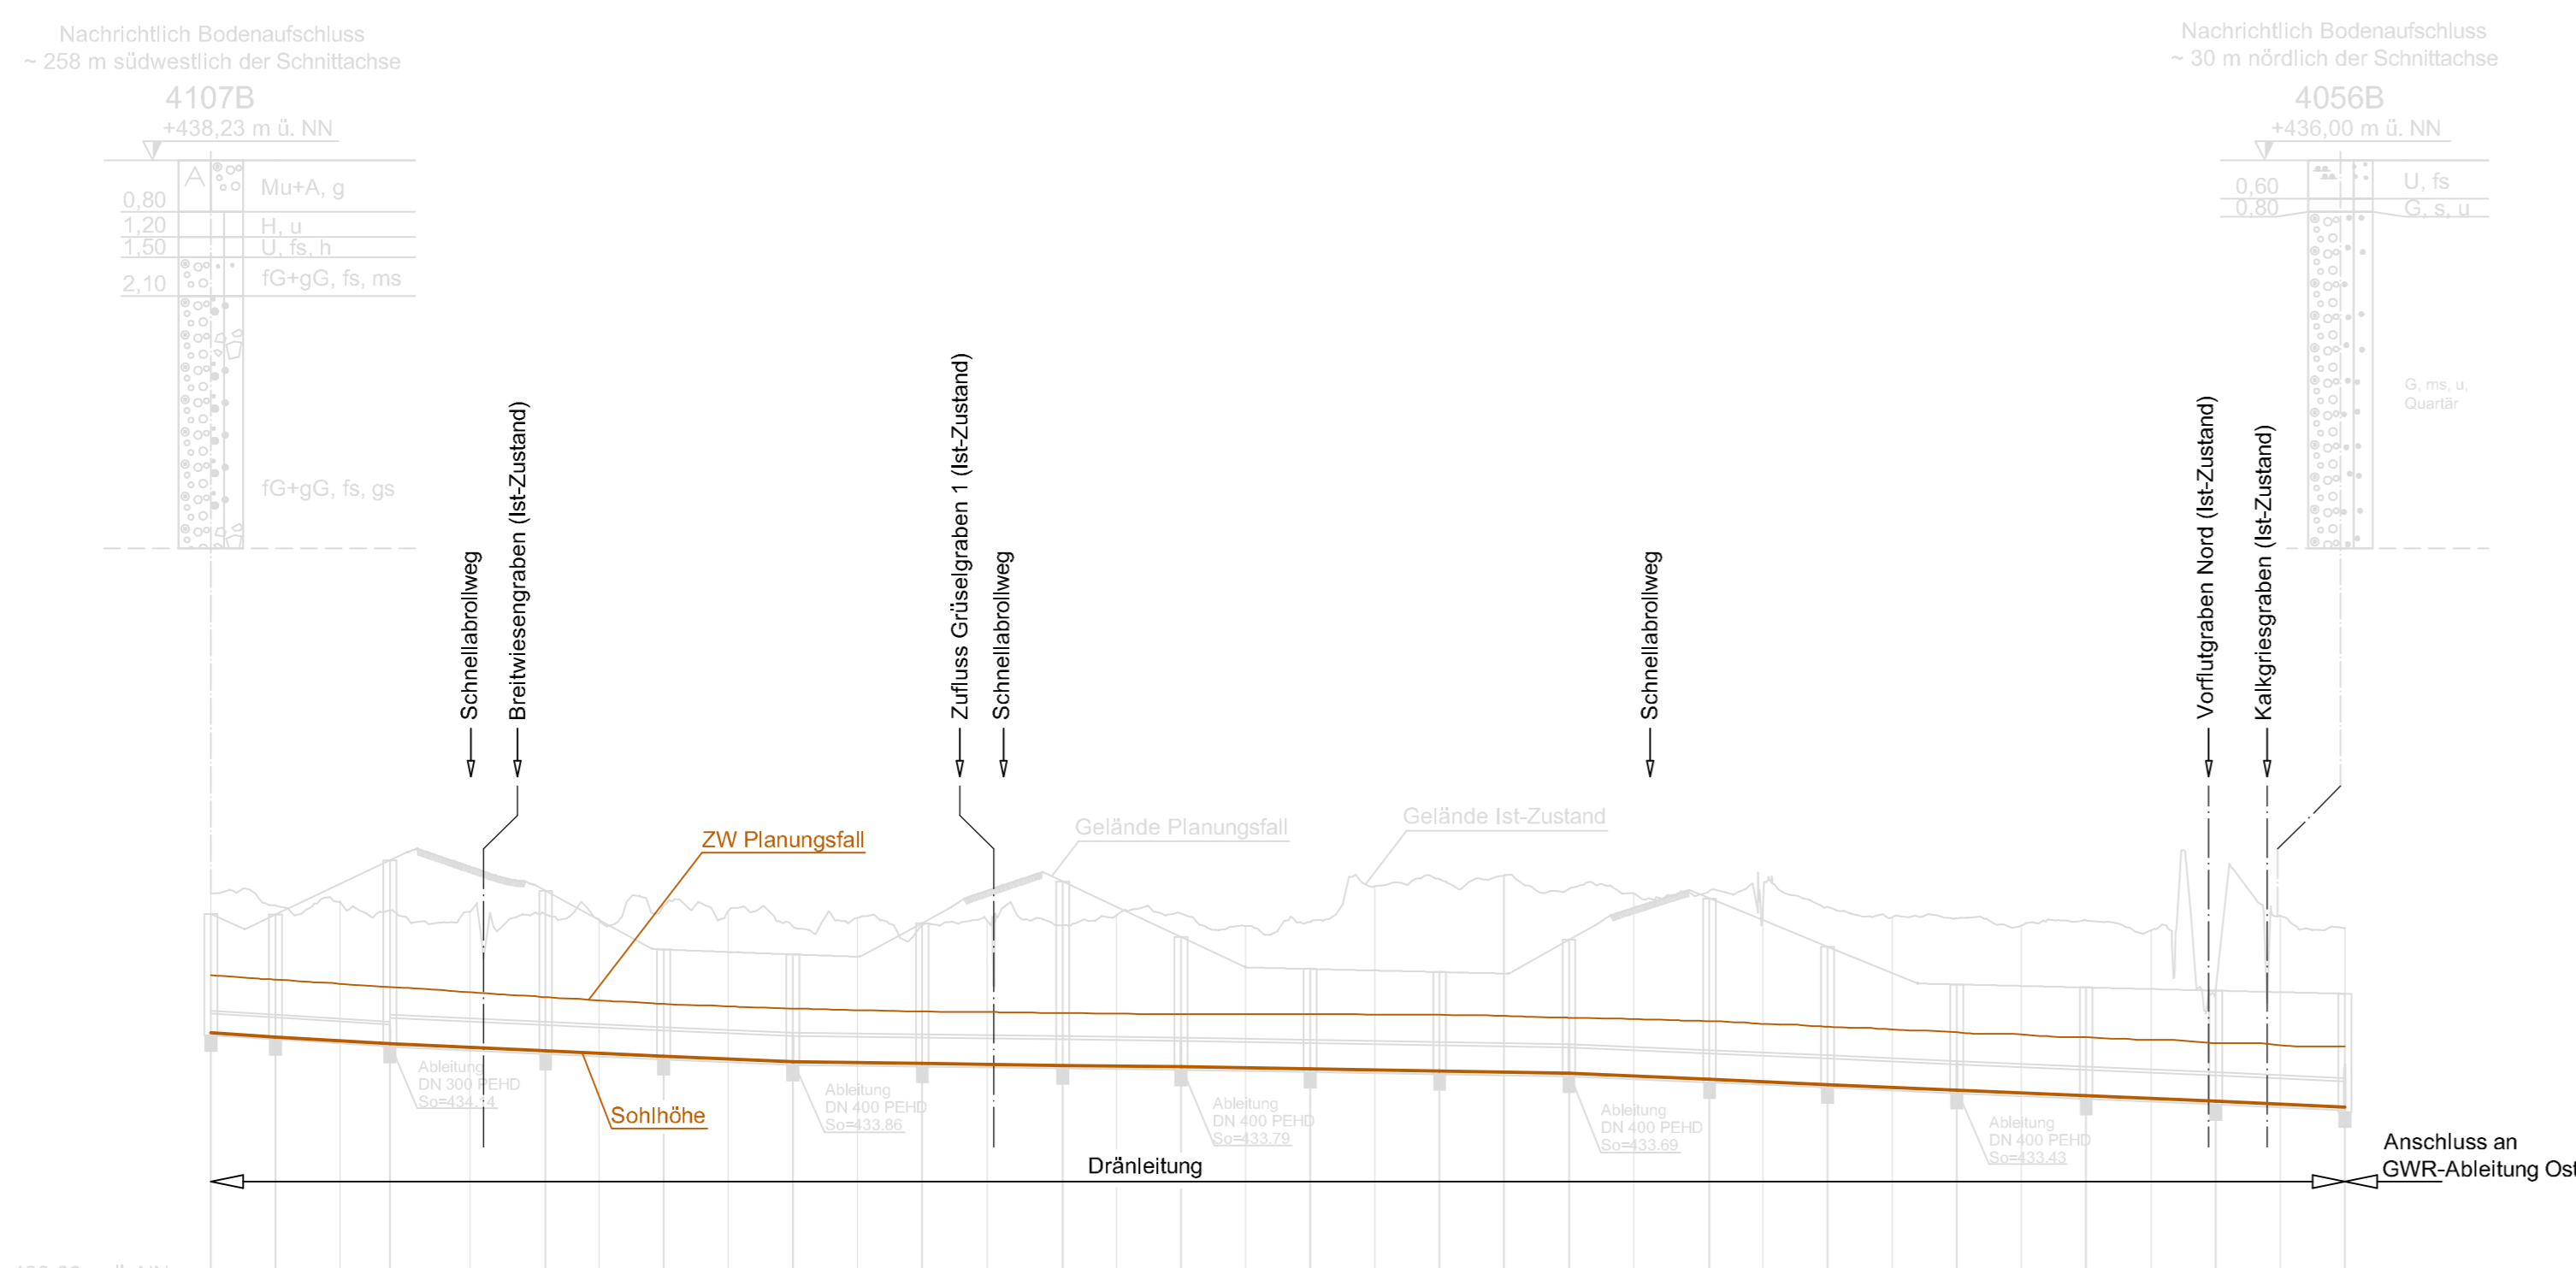 Nachrichtlich Bodenaufschluss
~ 258 m südwestlich der Schnittachse
4107B
+438,23 m ü. NN
A
Mu+A, g
0,80
H, u
1,20
U, fs, h
1,50
fG+gG, fs, ms
2,10
fG+gG, fs, gs
Nachrichtlich Bodenaufschluss
~ 30 m nördlich der Schnittachse
4056B
+436,00 m ü. NN
U, fs
0,60
G, s, u
0,80
G, ms, u,
Quartär
Schnellabrollweg
Breitwiesengraben (Ist-Zustand)
Zufluss Grüselgraben 1 (Ist-Zustand)
Schnellabrollweg
Schnellabrollweg
Vorflutgraben Nord (Ist-Zustand)
Kalkgriesgraben (Ist-Zustand)
ZW Planungsfall
Gelände Planungsfall
Gelände Ist-Zustand
Ableitung
DN 300 PEHD
So=434.14
Sohlhöhe
Ableitung
DN 400 PEHD
So=433.86
Ableitung
DN 400 PEHD
So=433.79
Ableitung
DN 400 PEHD
So=433.69
Ableitung
DN 400 PEHD
So=433.43
Dränleitung
Anschluss an
GWR-Ableitung Ost